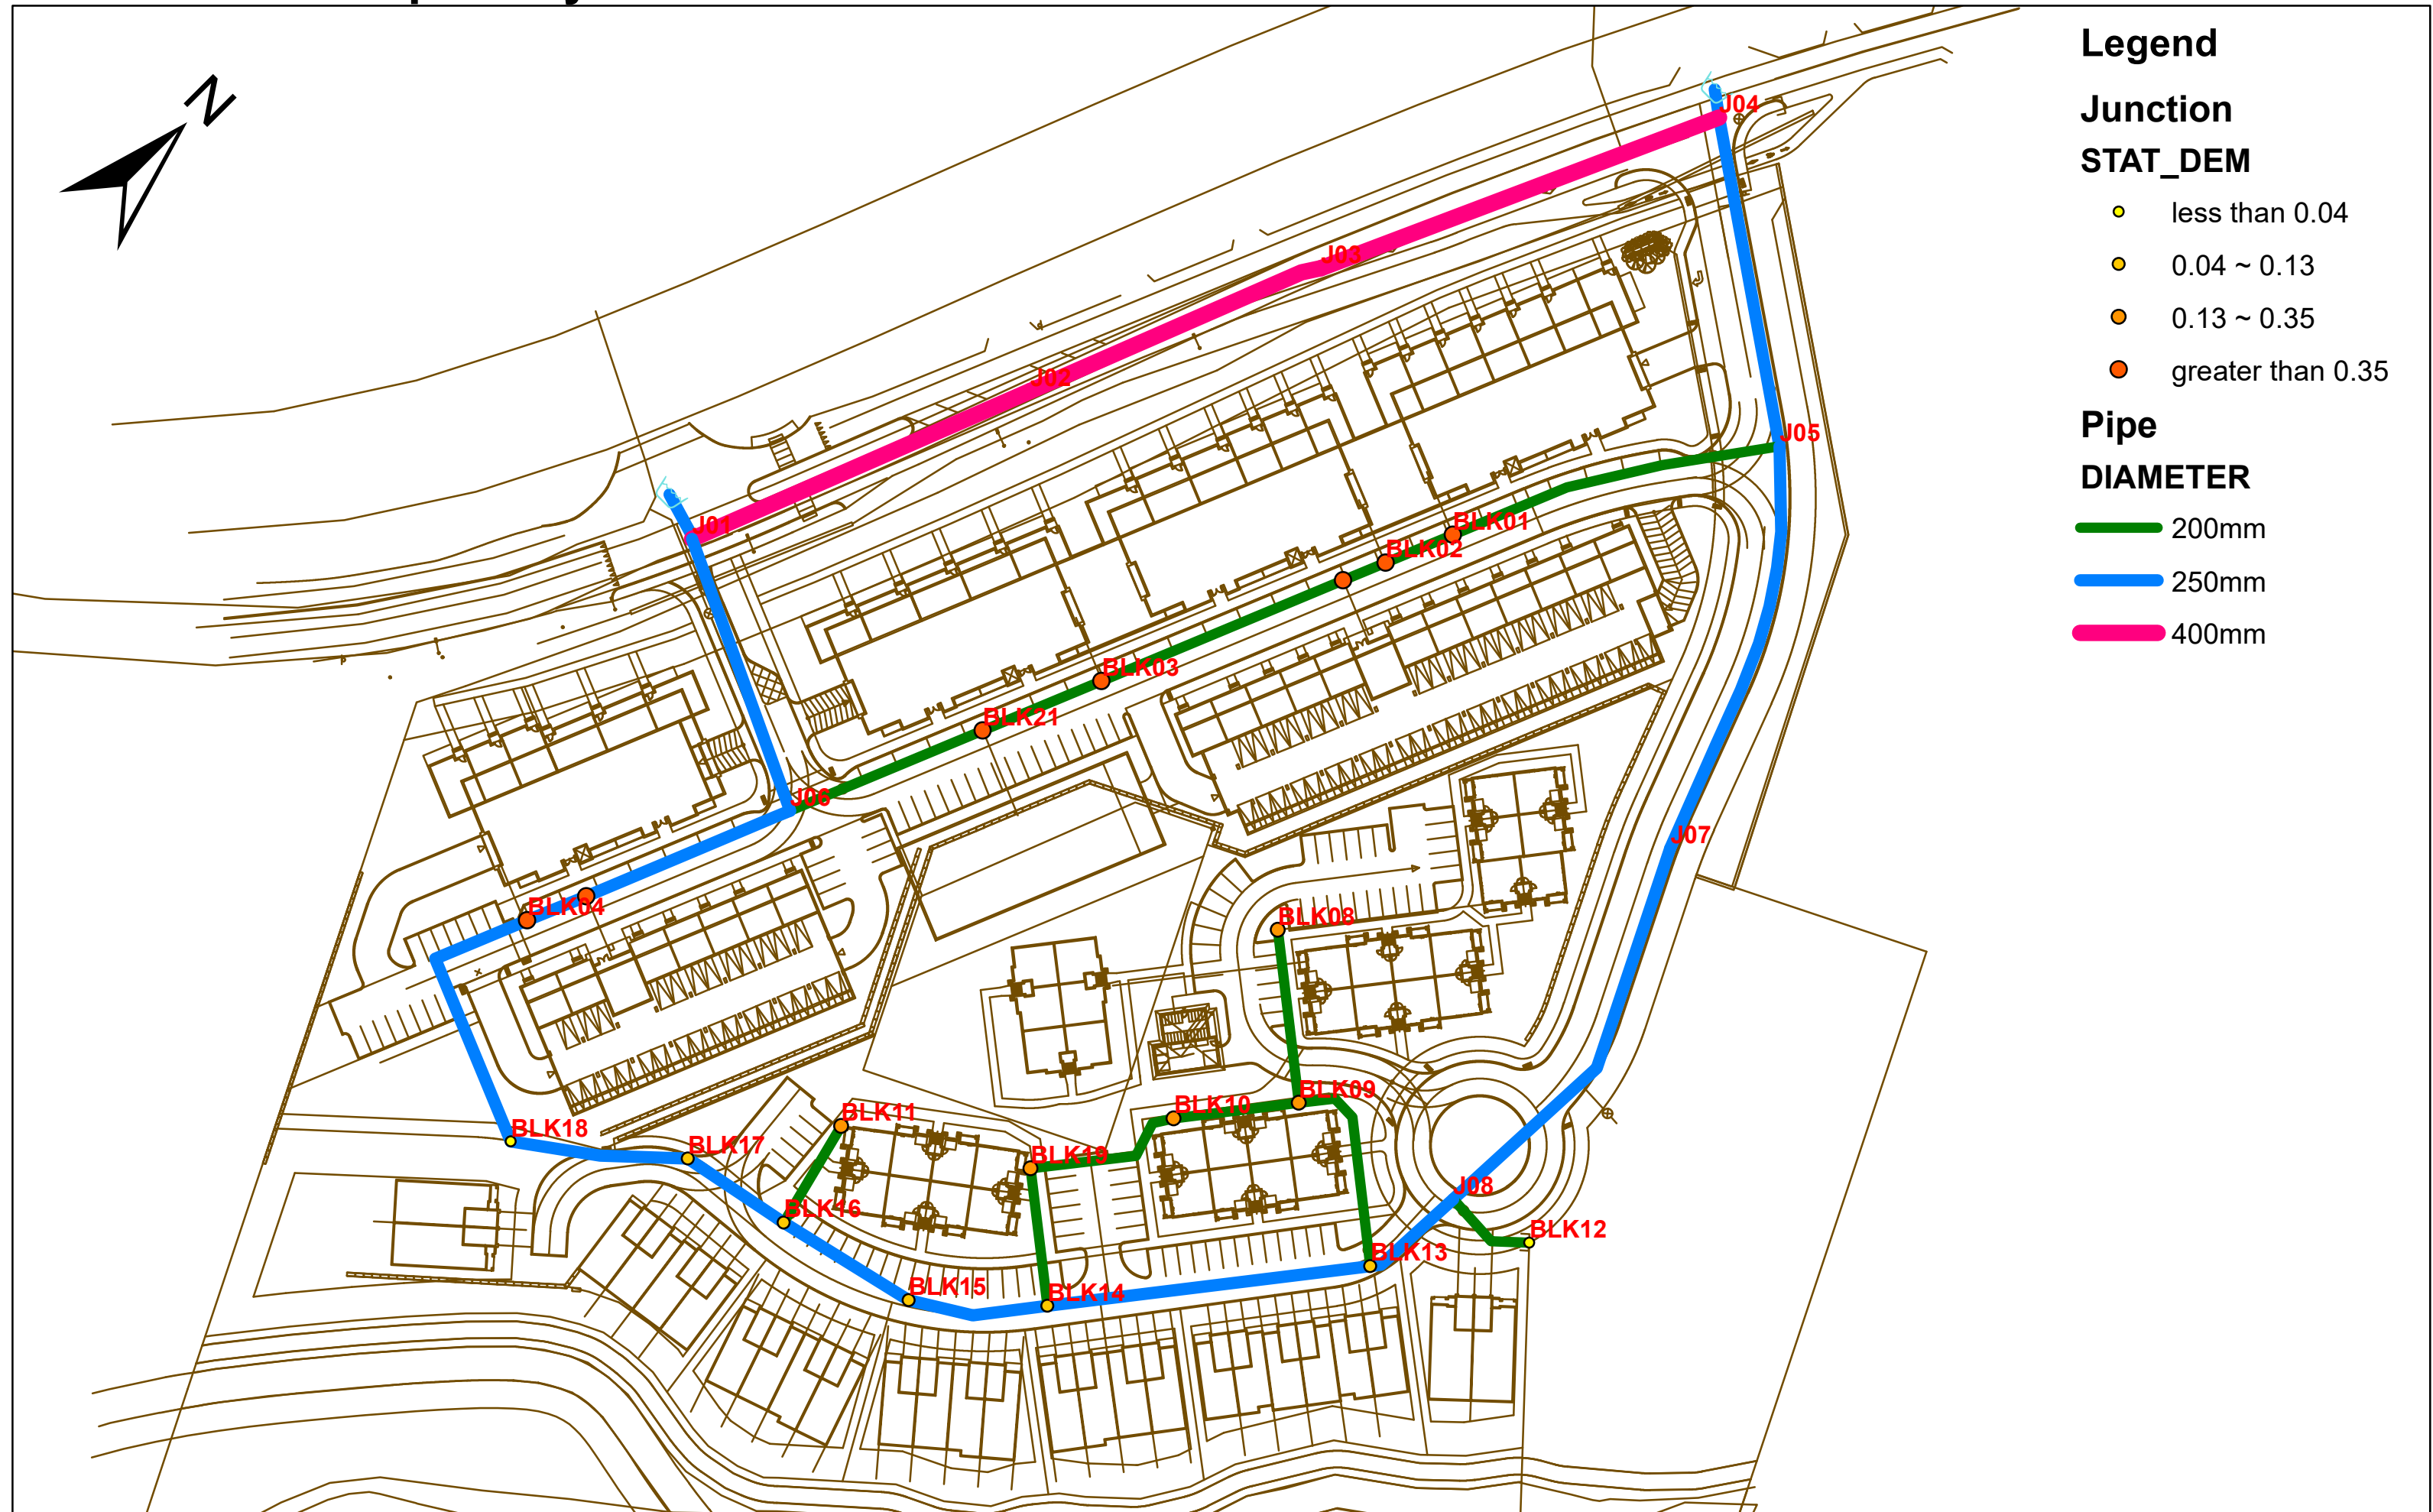 N
Legend
Junction
STAT_DEM
less than 0.04
0.04 ~ 0.13
0.13 ~ 0.35
greater than 0.35
Pipe
DIAMETER
200mm
250mm
400mm
J04
J03
J02
J05
J01
BLK01
BLK02
BLK03
BLK21
J06
J07
BLK04
BLK08
BLK09
BLK10
BLK11
BLK18
BLK17
BLK19
J08
BLK16
BLK12
BLK13
BLK15
BLK14